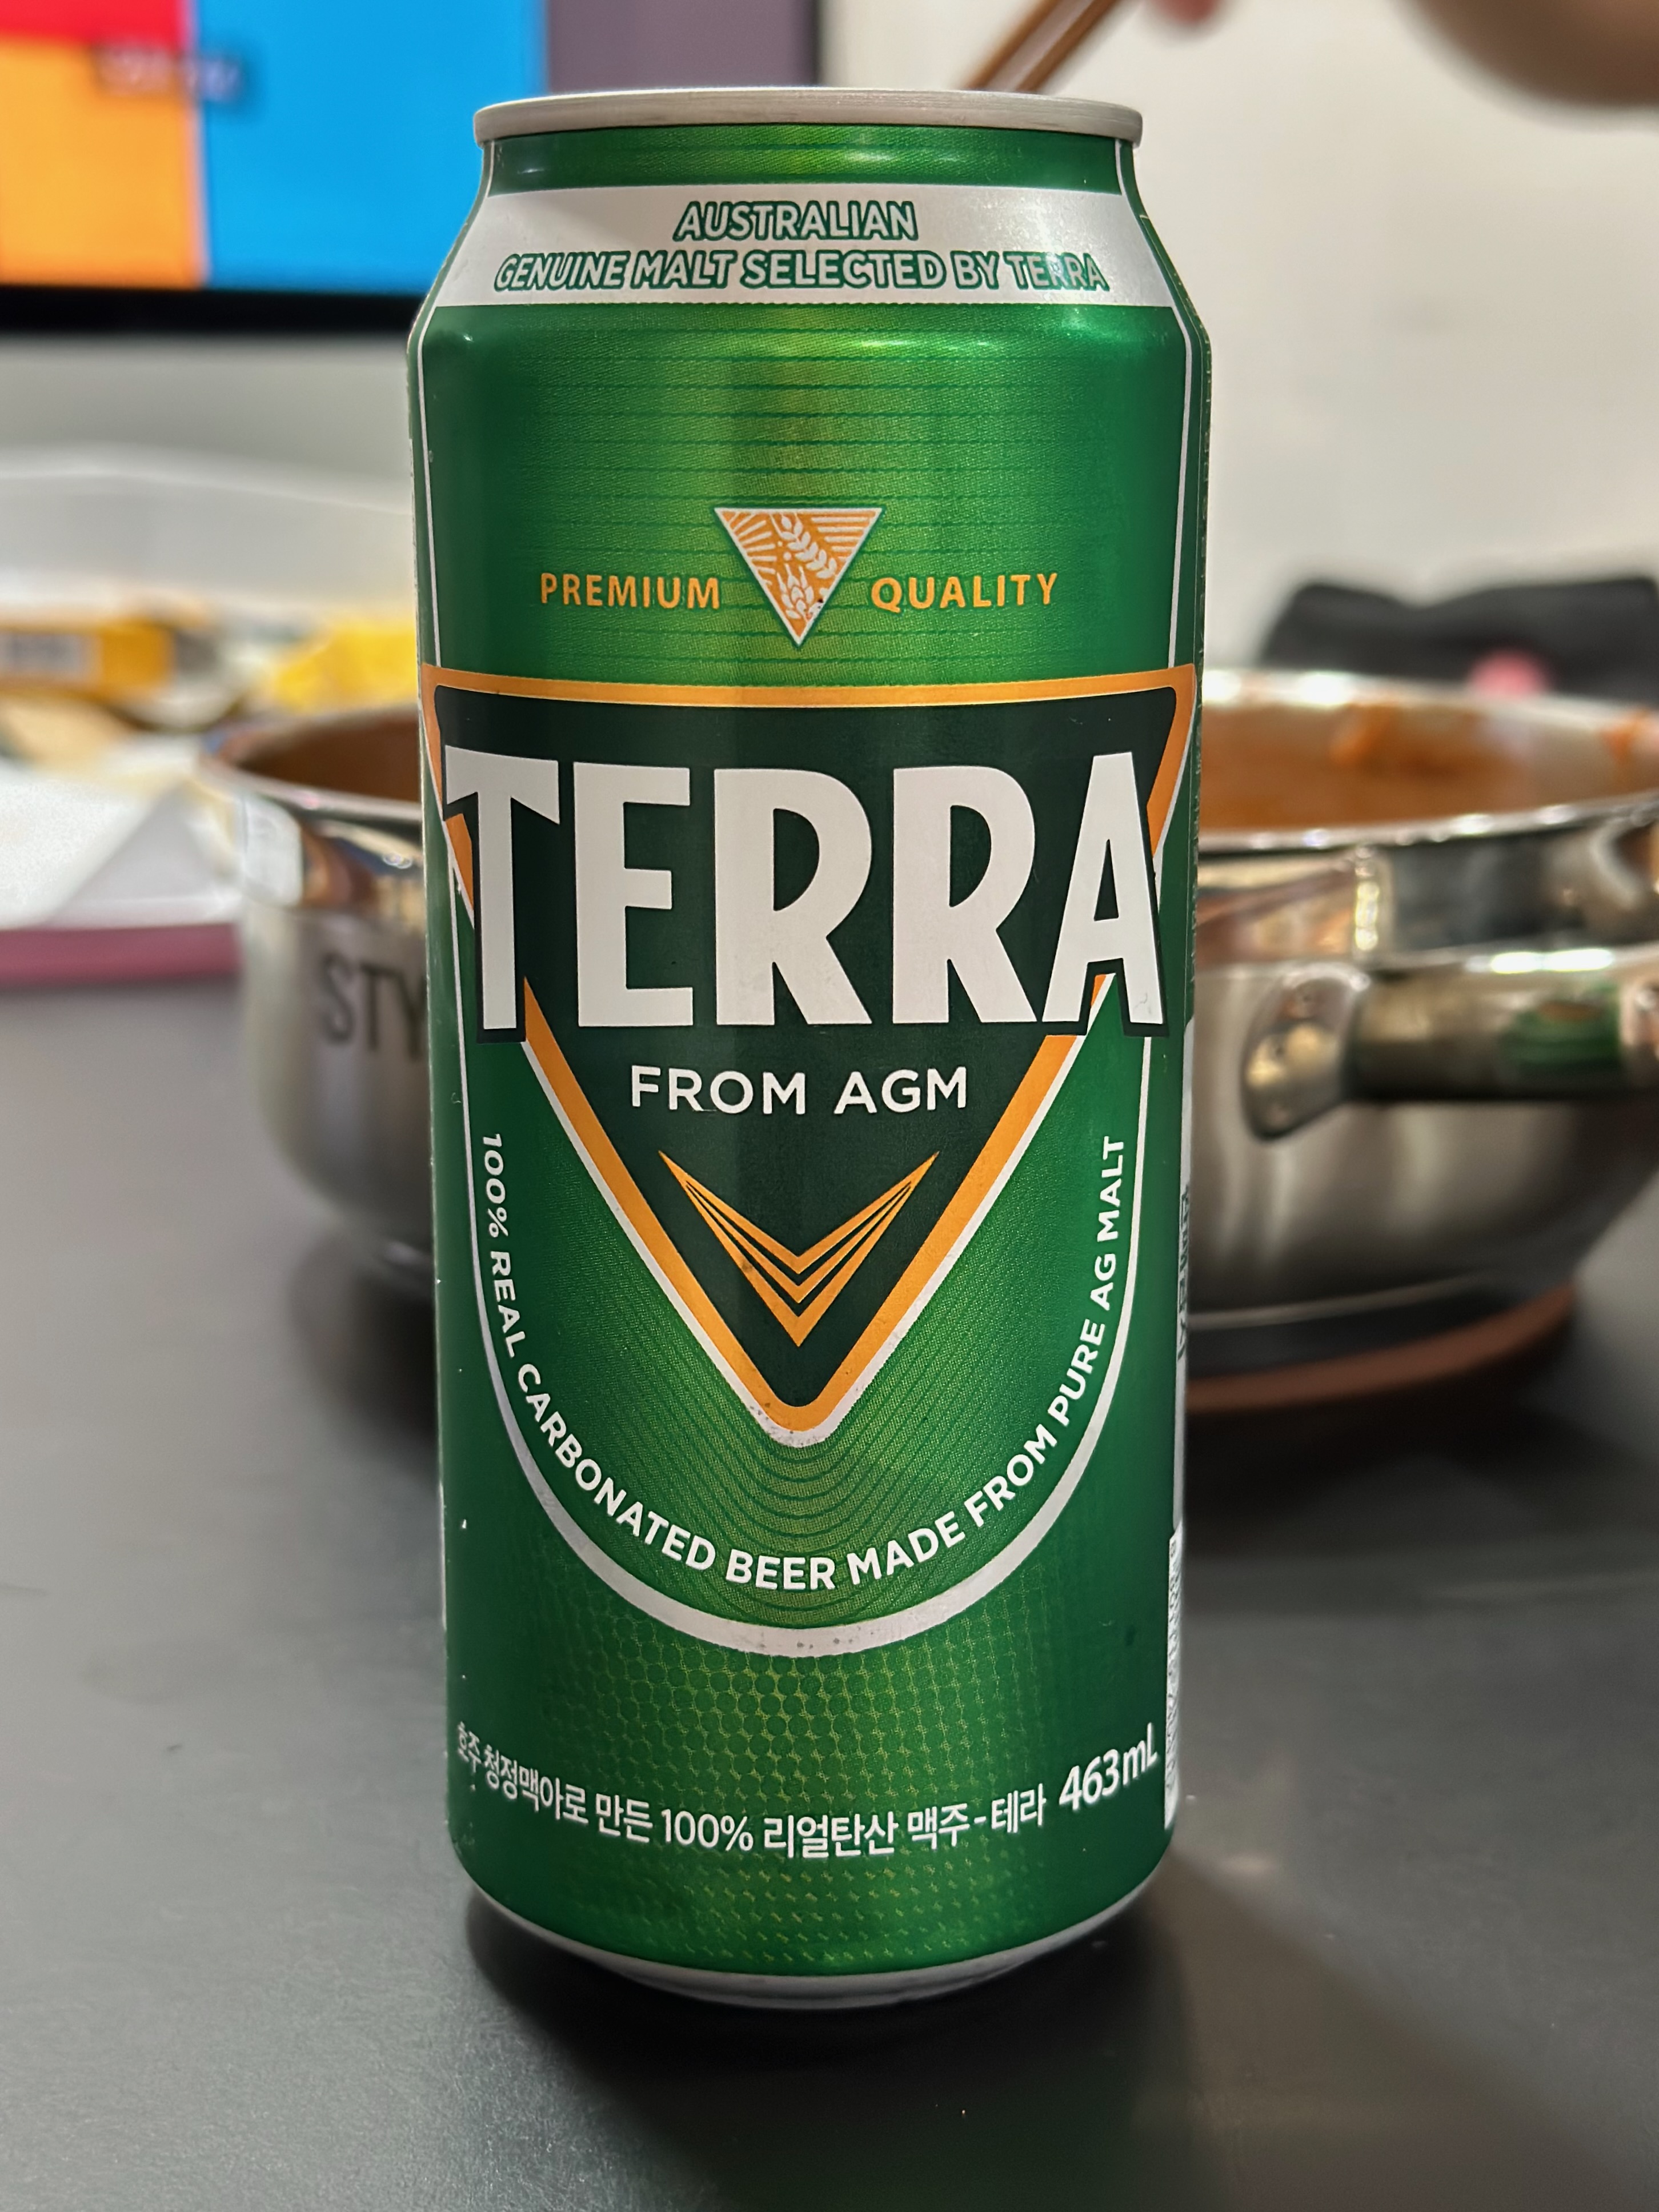 AUSTRALIAN
GENUINE MALT SELECTED BY TERRA
PREMIUM QUALITY
TERRA
FROM AGM
100% REAL CARBONATED BEER MADE FROM PURE AG MALT
호주 청정맥아로 만든 100% 리얼탄산 맥주-테라 463mL
STY